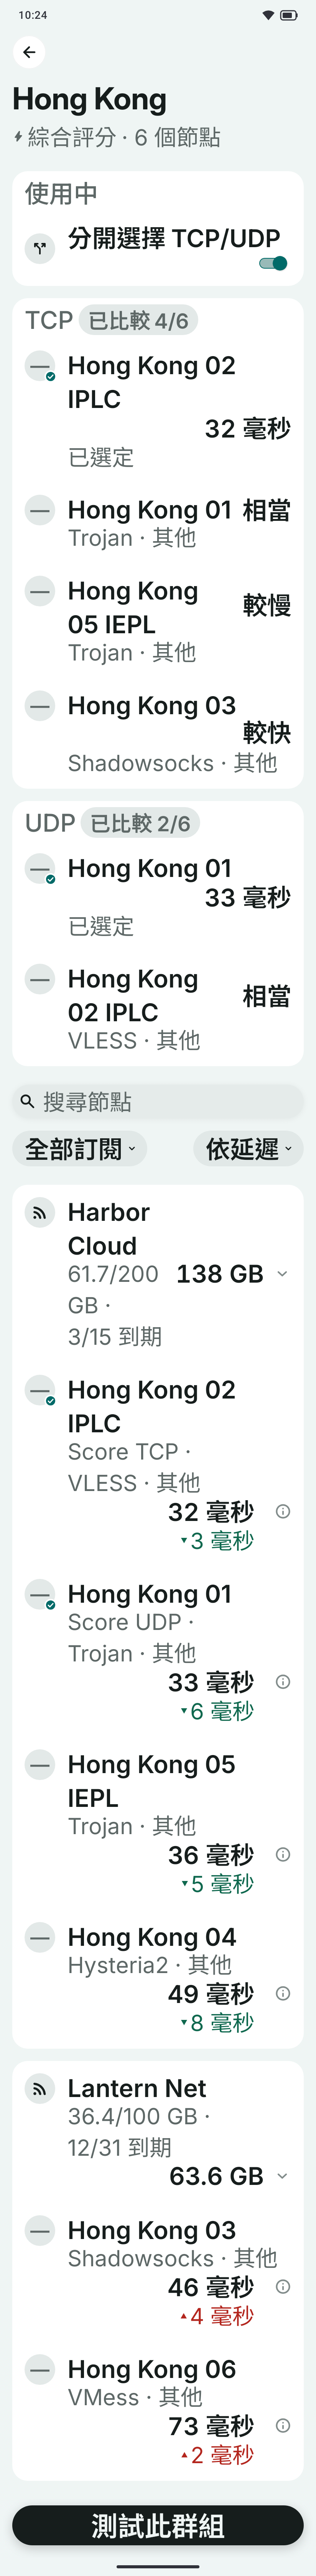 10:24
Hong Kong
綜合評分 · 6 個節點
使用中
分開選擇 TCP/UDP
TCP 已比較 4/6
Hong Kong 02
IPLC
32 毫秒
已選定
Hong Kong 01 相當
Trojan · 其他
Hong Kong
05 IEPL
較慢
Trojan · 其他
Hong Kong 03
較快
Shadowsocks · 其他
UDP 已比較 2/6
Hong Kong 01
33 毫秒
已選定
Hong Kong
02 IPLC
相當
VLESS · 其他
搜尋節點
全部訂閱 依延遲
Harbor
Cloud
61.7/200
GB ·
3/15 到期
138 GB
Hong Kong 02
IPLC
Score TCP ·
VLESS · 其他
32 毫秒
▾3 毫秒
Hong Kong 01
Score UDP ·
Trojan · 其他
33 毫秒
▾6 毫秒
Hong Kong 05
IEPL
Trojan · 其他
36 毫秒
▾5 毫秒
Hong Kong 04
Hysteria2 · 其他
49 毫秒
▾8 毫秒
Lantern Net
36.4/100 GB ·
12/31 到期
63.6 GB
Hong Kong 03
Shadowsocks · 其他
46 毫秒
▴4 毫秒
Hong Kong 06
VMess · 其他
73 毫秒
▴2 毫秒
測試此群組